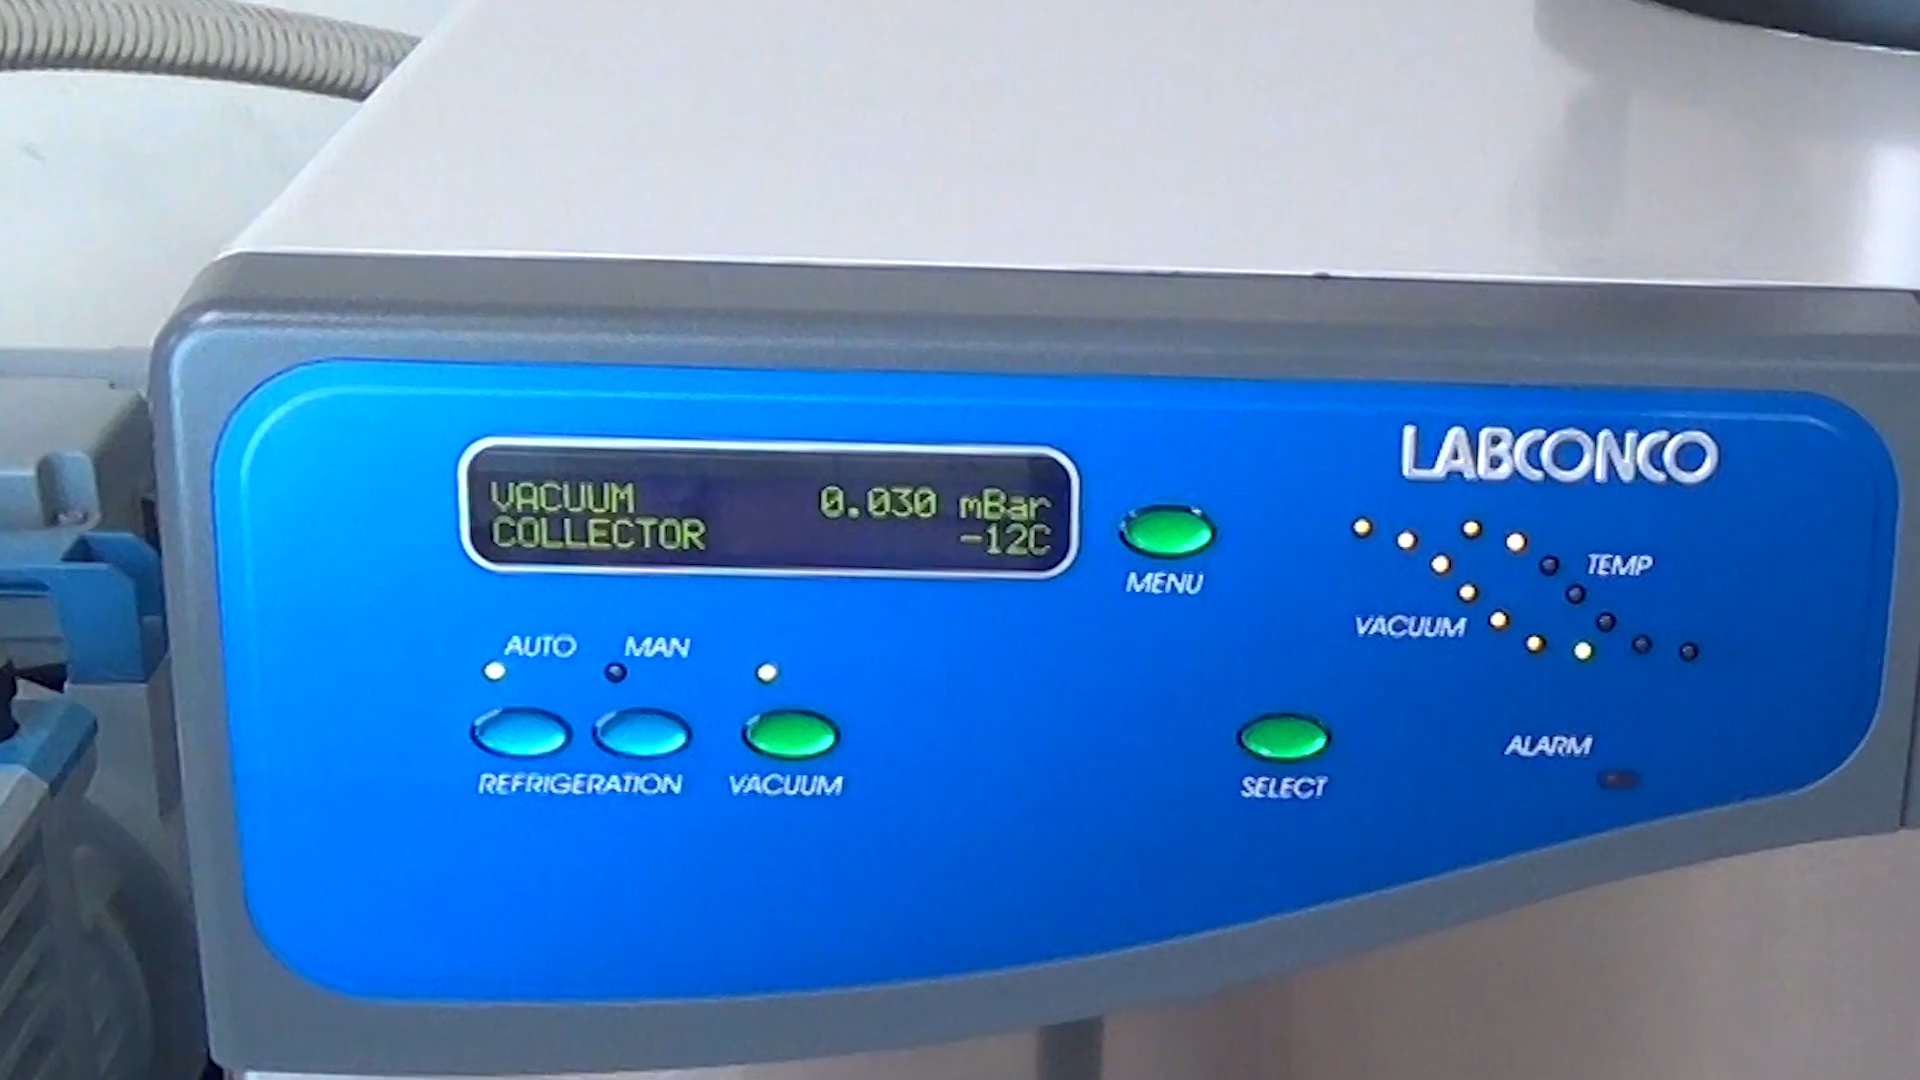 LABCONCO
VACUUM 0.030 mBar
COLLECTOR -12C
MENU
TEMP
VACUUM
AUTO MAN
REFRIGERATION VACUUM
SELECT
ALARM